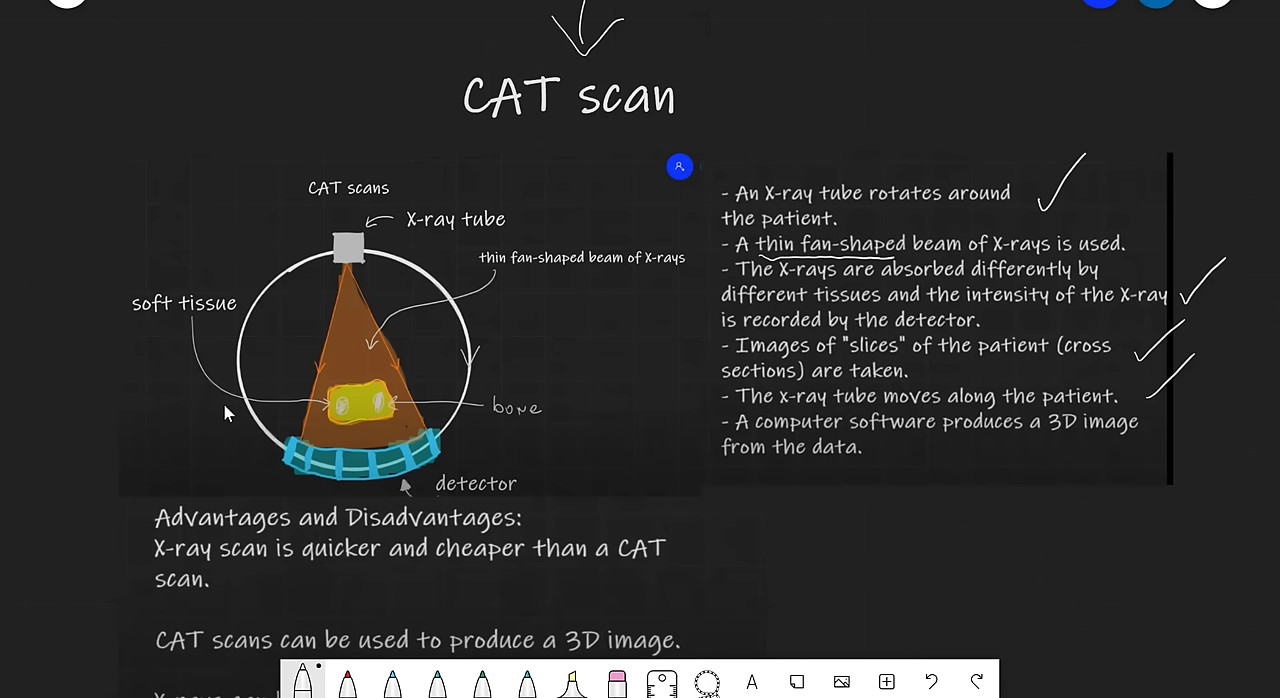 CAT scan
CAT scans
X-ray tube
thin fan-shaped beam of X-rays
soft tissue
bone
detector
- An X-ray tube rotates around
the patient.
- A thin fan-shaped beam of X-rays is used.
- The X-rays are absorbed differently by
different tissues and the intensity of the X-ray
is recorded by the detector.
- Images of "slices" of the patient (cross
sections) are taken.
- The x-ray tube moves along the patient.
- A computer software produces a 3D image
from the data.
Advantages and Disadvantages:
X-ray scan is quicker and cheaper than a CAT
scan.
CAT scans can be used to produce a 3D image.
A